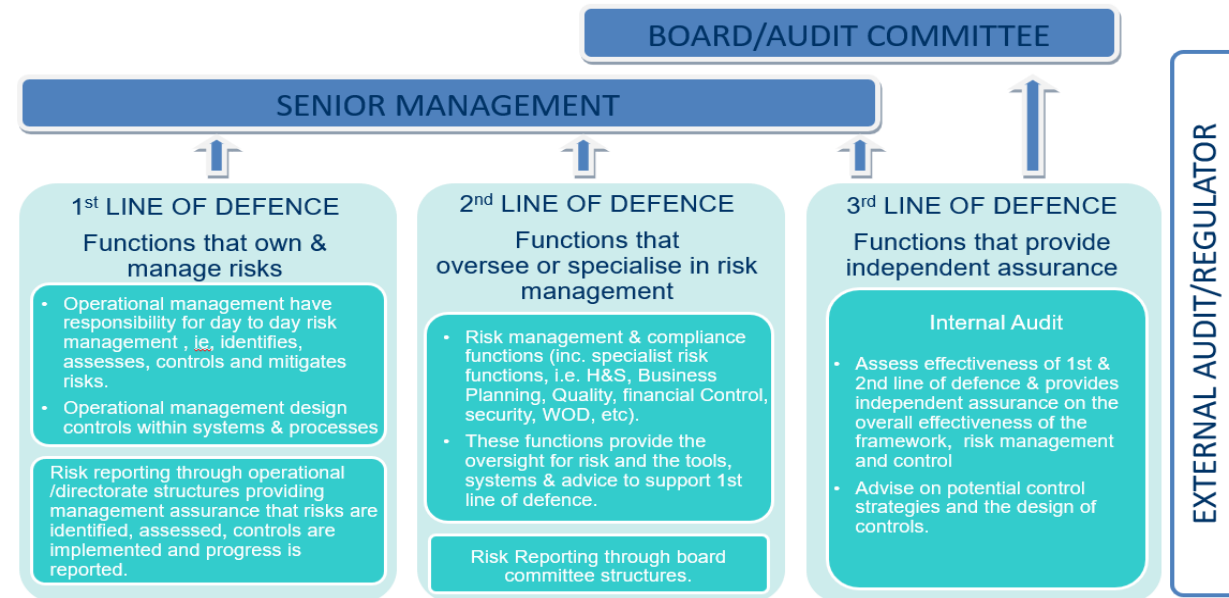 BOARD/AUDIT COMMITTEE
SENIOR MANAGEMENT
1st LINE OF DEFENCE
Functions that own &
manage risks
• Operational management have
responsibility for day to day risk
management , ie, identifies,
assesses, controls and mitigates
risks.
• Operational management design
controls within systems & processes
Risk reporting through operational
/directorate structures providing
management assurance that risks are
identified, assessed, controls are
implemented and progress is
reported.
2nd LINE OF DEFENCE
Functions that
oversee or specialise in risk
management
• Risk management & compliance
functions (inc. specialist risk
functions, i.e. H&S, Business
Planning, Quality, financial Control,
security, WOD, etc).
• These functions provide the
oversight for risk and the tools,
systems & advice to support 1st
line of defence.
Risk Reporting through board
committee structures.
3rd LINE OF DEFENCE
Functions that provide
independent assurance
Internal Audit
• Assess effectiveness of 1st &
2nd line of defence & provides
independent assurance on the
overall effectiveness of the
framework, risk management
and control
• Advise on potential control
strategies and the design of
controls.
EXTERNAL AUDIT/REGULATOR